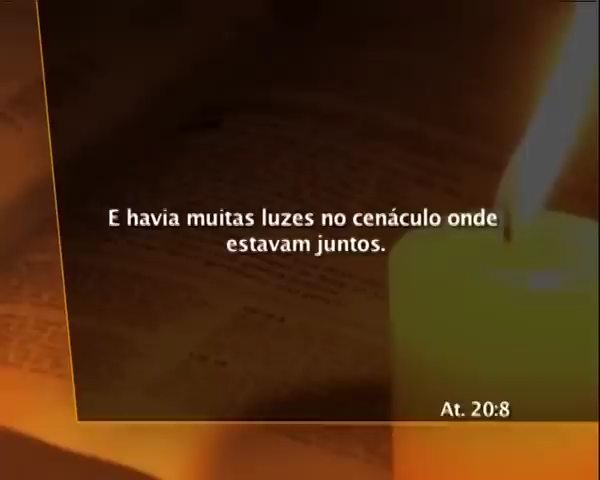 E havia muitas luzes no cenáculo onde
estavam juntos.
At. 20:8